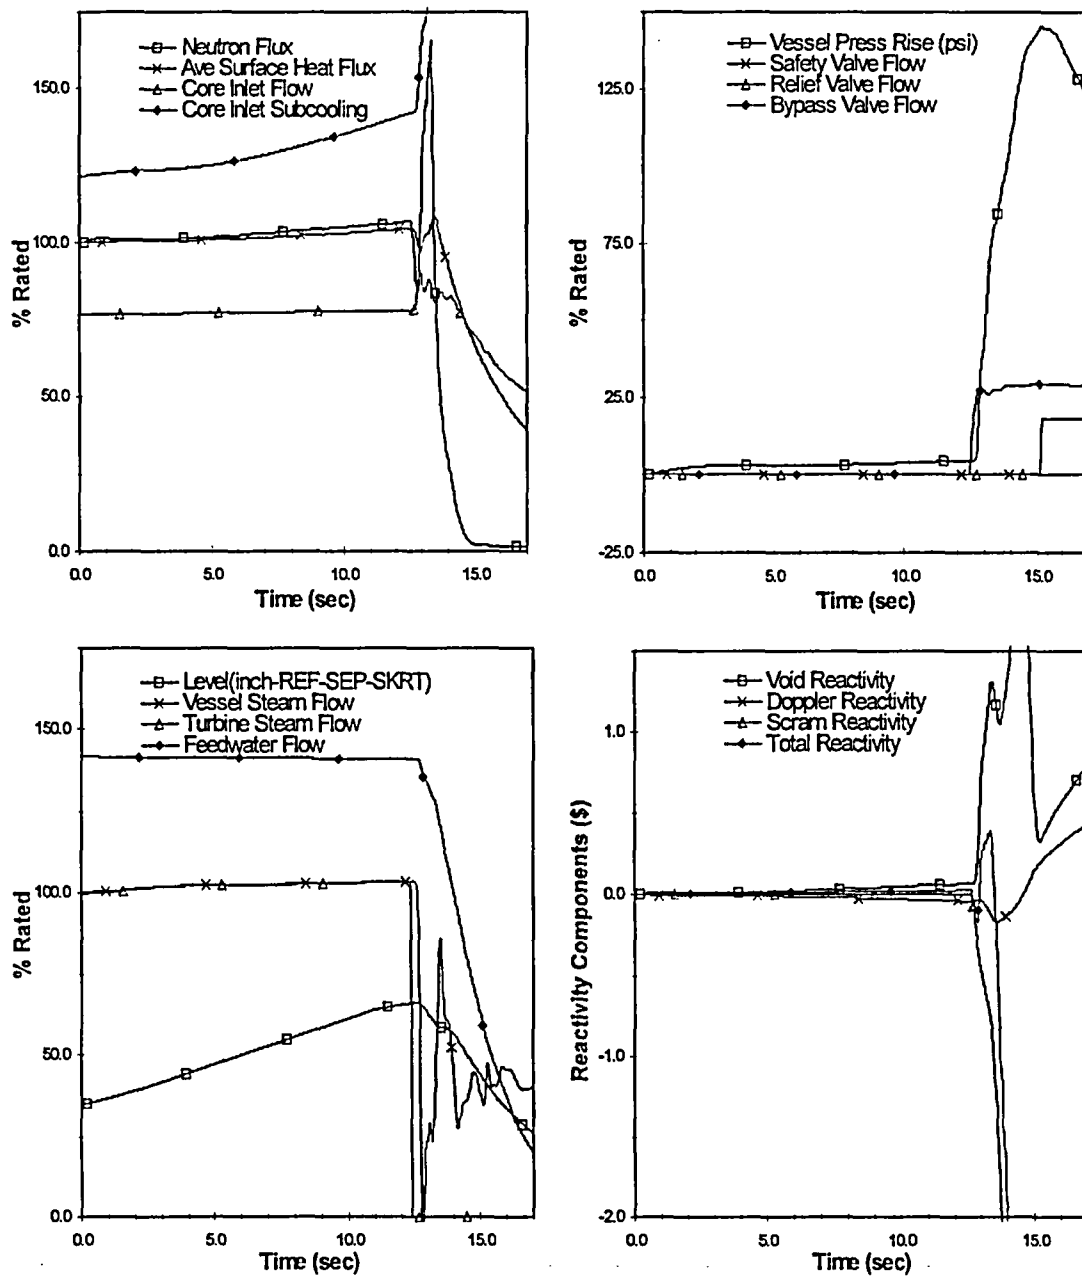 Neutron Flux
Ave Surface Heat Flux
Core Inlet Flow
Core Inlet Subcooling
150.0
100.0
50.0
0.0
% Rated
0.0 5.0 10.0 15.0
Time (sec)
Vessel Press Rise (psi)
Safety Valve Flow
Relief Valve Flow
Bypass Valve Flow
125.0
75.0
25.0
-25.0
% Rated
0.0 5.0 10.0 15.0
Time (sec)
Level(inch-REF-SEP-SKRT)
Vessel Steam Flow
Turbine Steam Flow
Feedwater Flow
150.0
100.0
50.0
0.0
% Rated
0.0 5.0 10.0 15.0
Time (sec)
Void Reactivity
Doppler Reactivity
Scram Reactivity
Total Reactivity
1.0
0.0
-1.0
-2.0
Reactivity Components ($)
0.0 5.0 10.0 15.0
Time (sec)